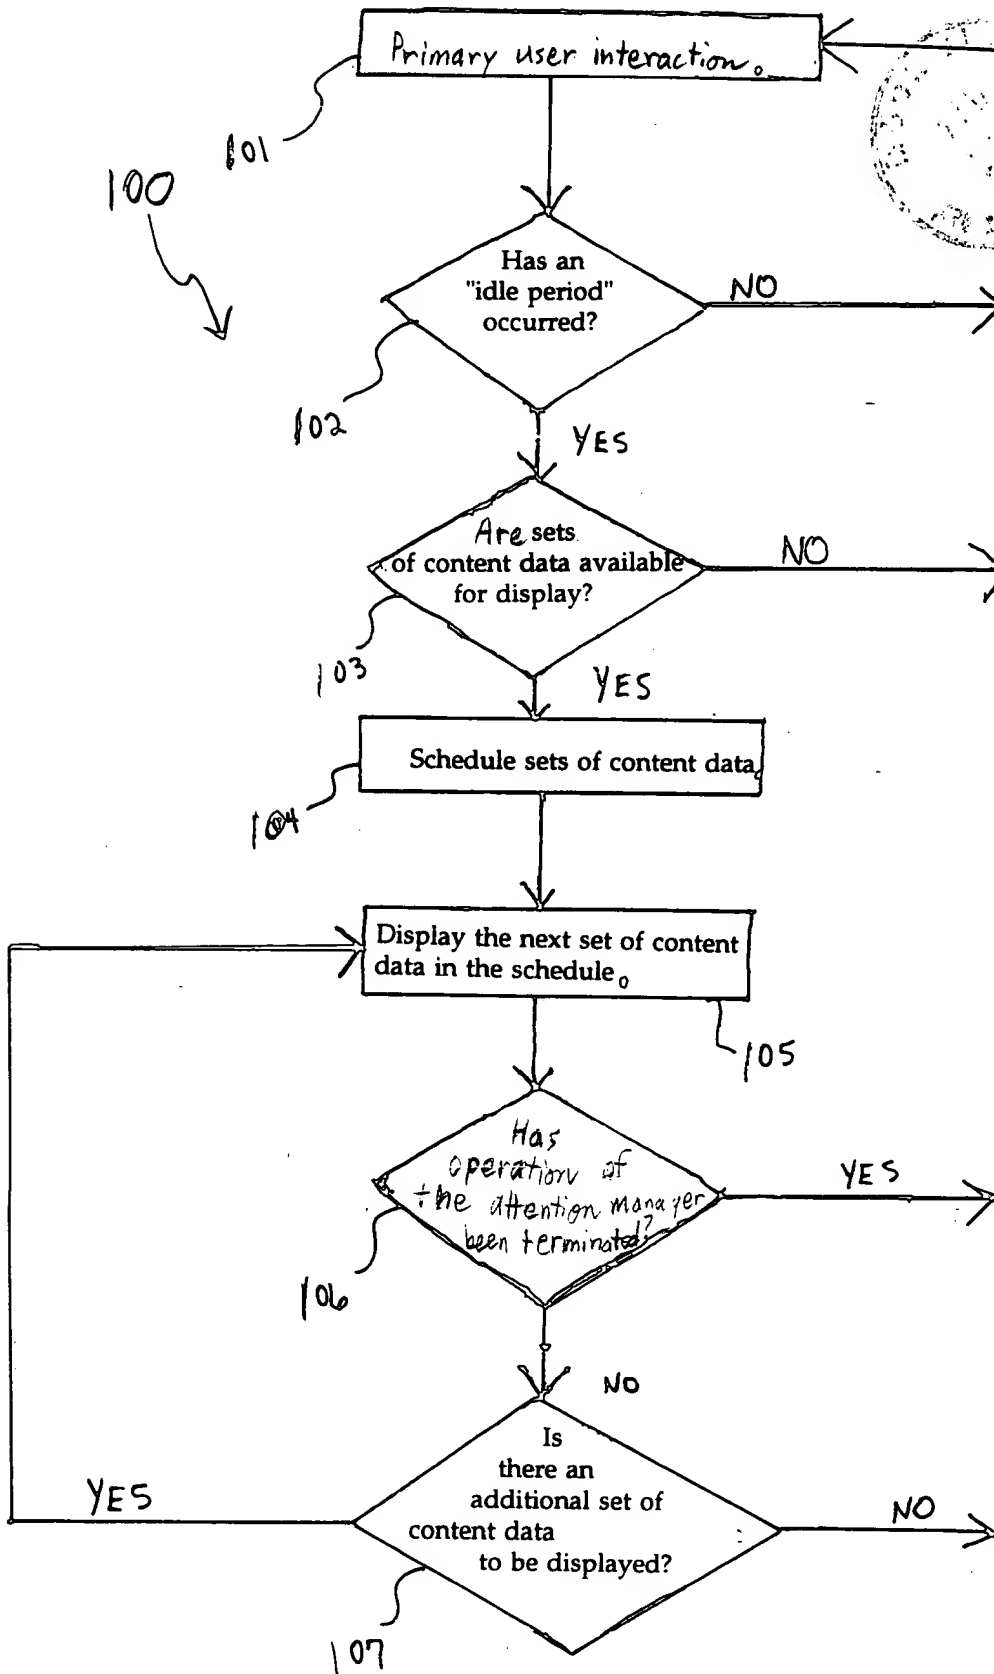 Primary user interaction.
101
100
Has an
"idle period"
occurred?
NO
102
YES
Are sets
of content data available
for display?
NO
103
YES
Schedule sets of content data.
104
Display the next set of content
data in the schedule.
105
Has
operation of
the attention manager
been terminated?
YES
106
NO
Is
there an
additional set of
content data
to be displayed?
YES
NO
107